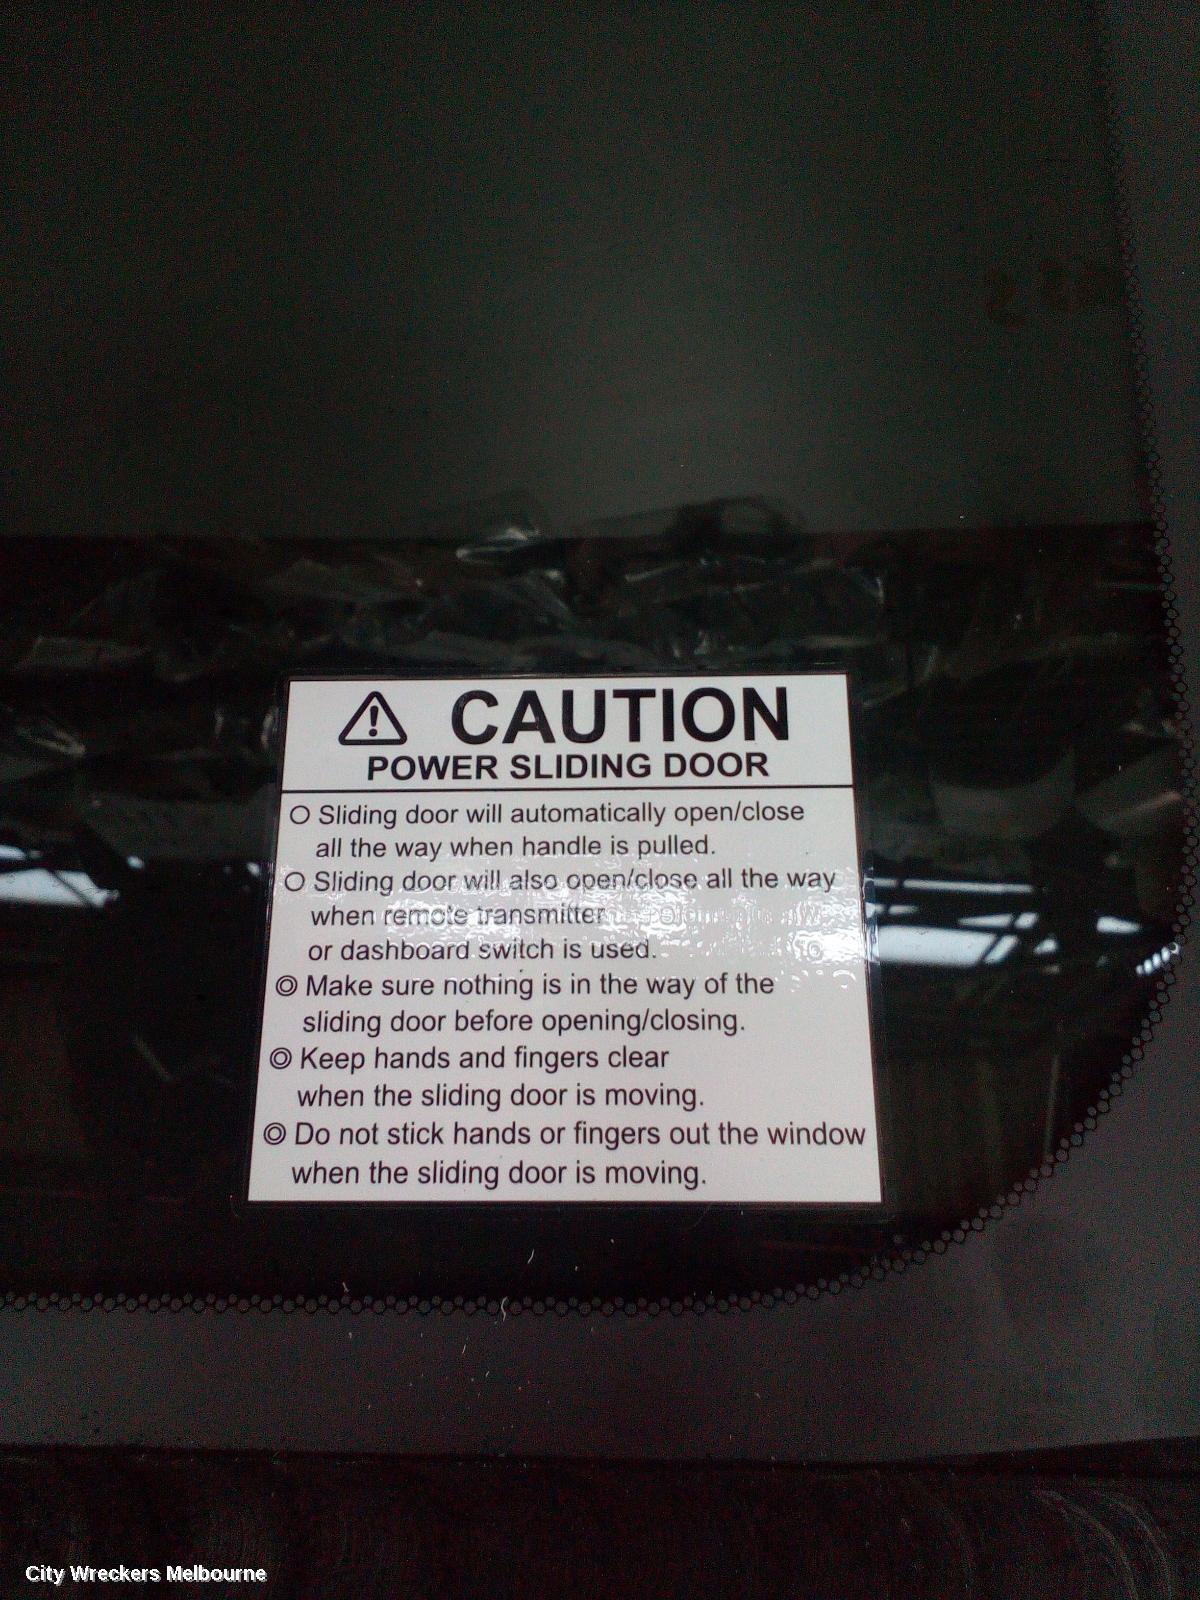 CAUTION
POWER SLIDING DOOR
○ Sliding door will automatically open/close
all the way when handle is pulled.
○ Sliding door will also open/close all the way
when remote transmitter
or dashboard switch is used.
◎ Make sure nothing is in the way of the
sliding door before opening/closing.
◎ Keep hands and fingers clear
when the sliding door is moving.
◎ Do not stick hands or fingers out the window
when the sliding door is moving.
City Wreckers Melbourne